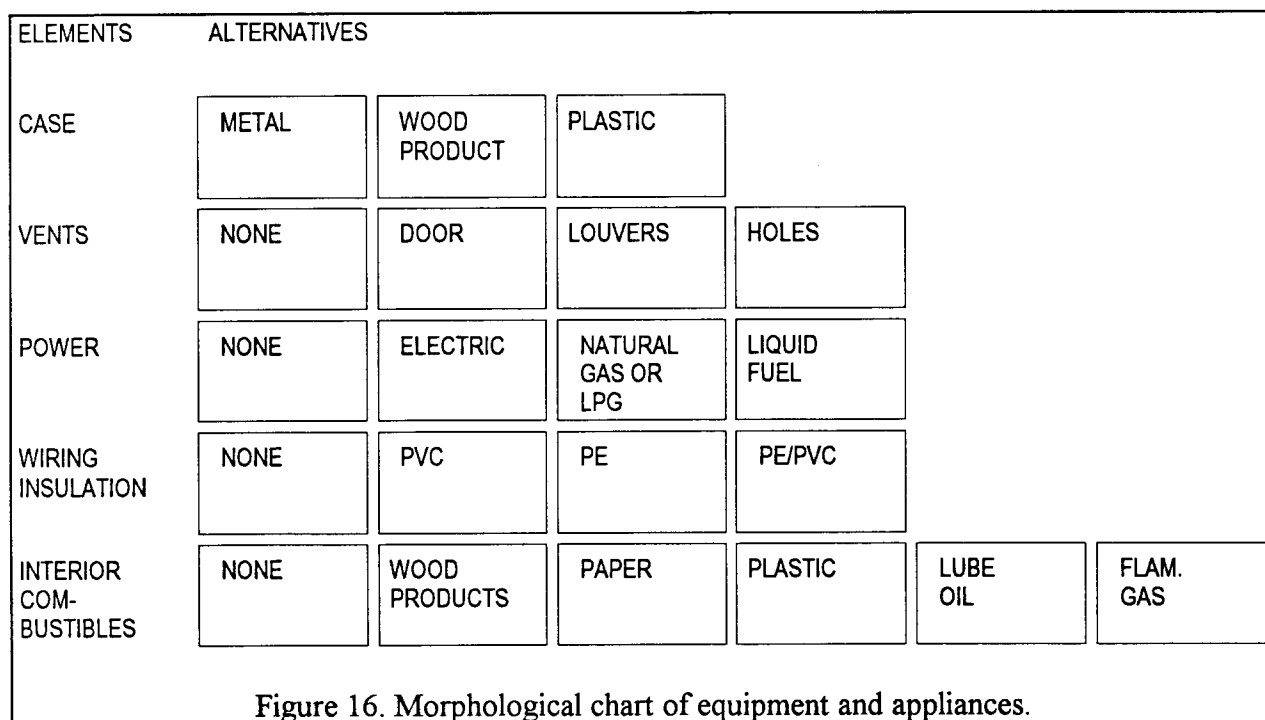 ELEMENTS ALTERNATIVES
CASE METAL WOOD PLASTIC
PRODUCT
VENTS NONE DOOR LOUVERS HOLES
POWER NONE ELECTRIC NATURAL LIQUID
GAS OR FUEL
LPG
WIRING NONE PVC PE PE/PVC
INSULATION
INTERIOR NONE WOOD PAPER PLASTIC LUBE FLAM.
COM- PRODUCTS OIL GAS
BUSTIBLES
Figure 16. Morphological chart of equipment and appliances.